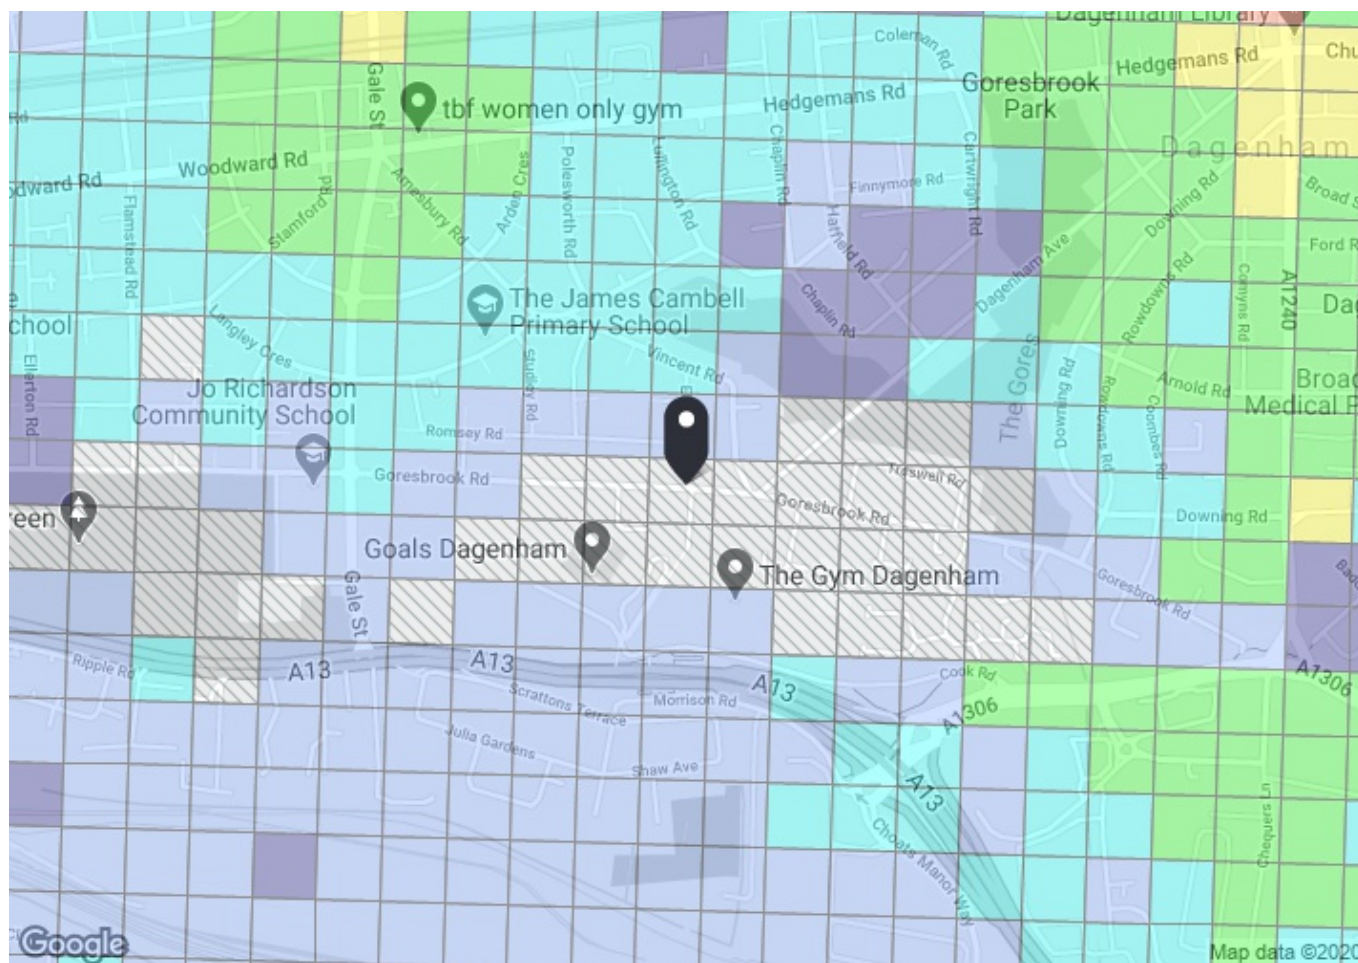 Dagenham Library
Coleman Rd
Hedgemans Rd
Chu
Gale St
Goresbrook
Park
Hedgemans Rd
tbf women only gym
Rd
Woodward Rd
Dagenham
odward Rd
Flamstead Rd
Stamford Rd
Amesbury Rd
Arden Cres
Polesworth Rd
Lullington Rd
Chaplin Rd
Finnymore Rd
Cartwright Rd
Downing Rd
Broad S
Hatfield Rd
Dagenham Ave
Ford R
Rowdowns Rd
Comyns Rd
A1240
The James Cambell
Primary School
Chaplin Rd
Dag
chool
Langley Cres
Ellerton Rd
Studley Rd
Vincent Rd
The Gores
Downing Rd
Rowdowns Rd
Arnold Rd
Coombes Rd
Broad
Medical P
Jo Richardson
Community School
Romsey Rd
Goresbrook Rd
Goresbrook Rd
Downing Rd
reen
Goals Dagenham
The Gym Dagenham
Goresbrook Rd
Gale St
Ripple Rd
A13
A13
A13
Scrattons Terrace
Morrison Rd
Cook Rd
A1306
A1306
Julia Gardens
Shaw Ave
A13
Choats Manor Way
Chequers Ln
Google
Map data ©2020